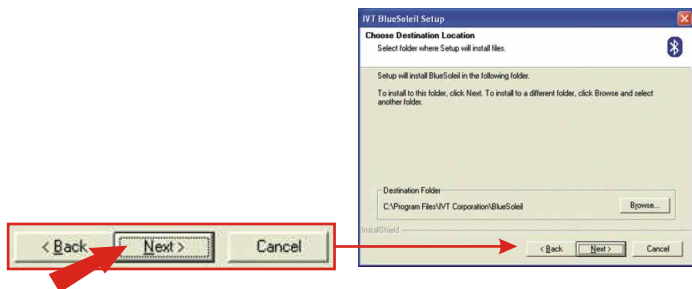 IVT BlueSoleil Setup
Choose Destination Location
Select folder where Setup will install files.
Setup will install BlueSoleil in the following folder.
To install to this folder, click Next. To install to a different folder, click Browse and select
another folder.
Destination Folder
C:\Program Files\IVT Corporation\BlueSoleil
Browse...
InstallShield
< Back Next > Cancel
< Back Next > Cancel